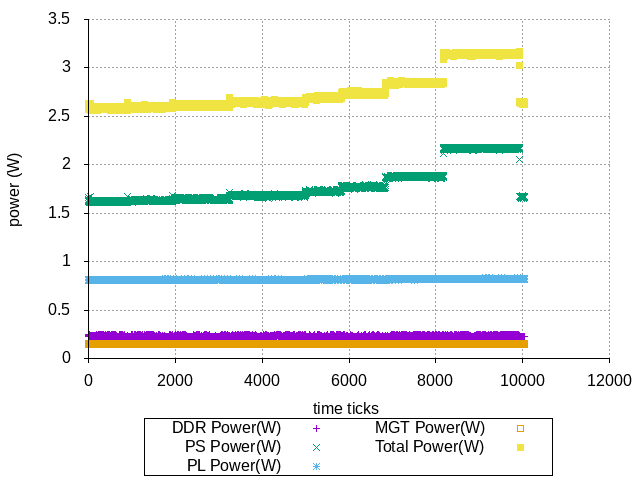 3.5
3
2.5
2
1.5
1
0.5
0
power (W)
0 2000 4000 6000 8000 10000 12000
time ticks
DDR Power(W) MGT Power(W)
PS Power(W) Total Power(W)
PL Power(W)